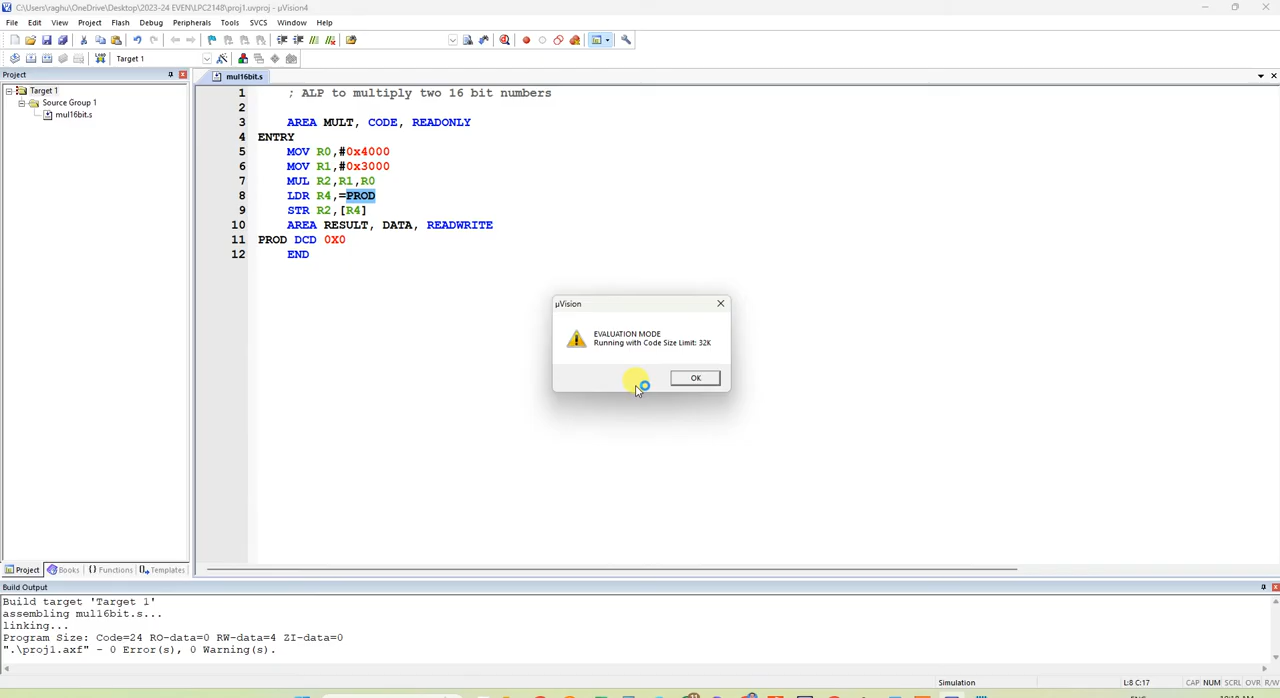 C:\Users\raghu\OneDrive\Desktop\2023-24 EVEN\LPC2148\proj1.uvproj - µVision4
File Edit View Project Flash Debug Peripherals Tools SVCS Window Help
Target 1
Project
mul16bit.s
Target 1
Source Group 1
mul16bit.s
1 ; ALP to multiply two 16 bit numbers
2
3 AREA MULT, CODE, READONLY
4 ENTRY
5 MOV R0,#0x4000
6 MOV R1,#0x3000
7 MUL R2,R1,R0
8 LDR R4,=PROD
9 STR R2,[R4]
10 AREA RESULT, DATA, READWRITE
11 PROD DCD 0X0
12 END
µVision
EVALUATION MODE
Running with Code Size Limit: 32K
OK
Project Books {} Functions Templates
Build Output
Build target 'Target 1'
assembling mul16bit.s...
linking...
Program Size: Code=24 RO-data=0 RW-data=4 ZI-data=0
".\proj1.axf" - 0 Error(s), 0 Warning(s).
Simulation L:8 C:17 CAP NUM SCRL OVR R/W